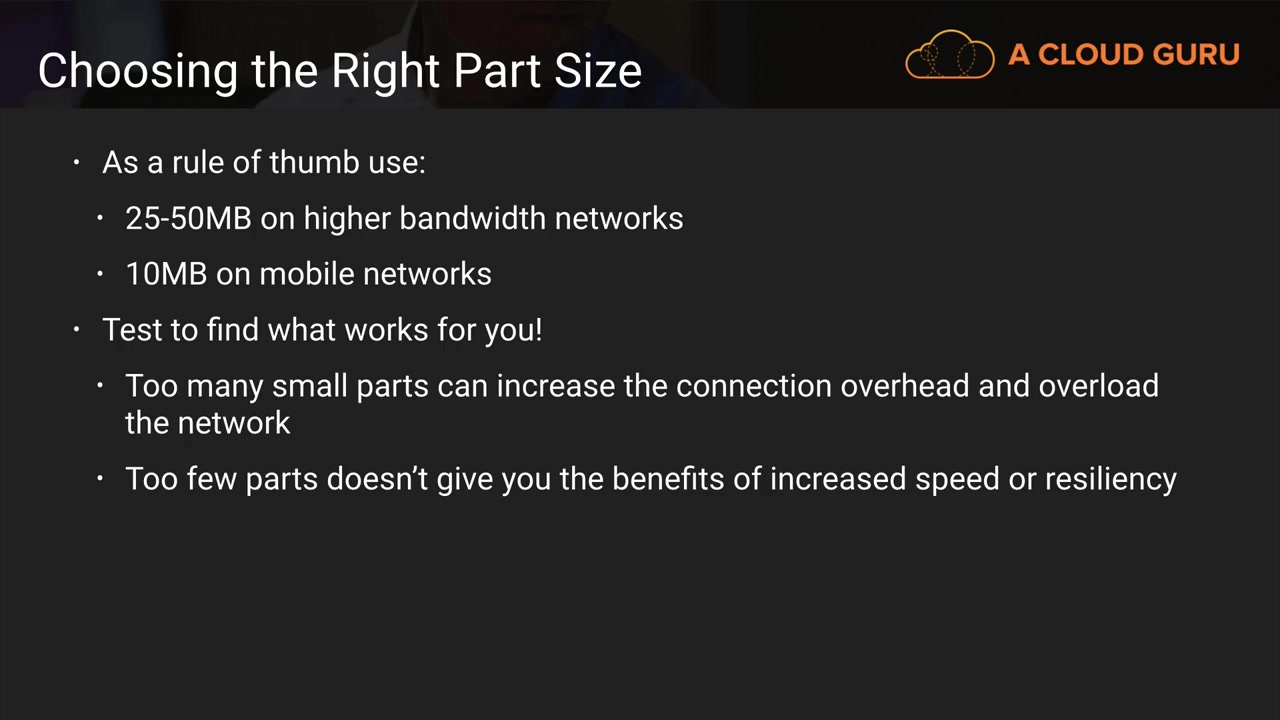 Choosing the Right Part Size
A CLOUD GURU
• As a rule of thumb use:
• 25-50MB on higher bandwidth networks
• 10MB on mobile networks
• Test to find what works for you!
• Too many small parts can increase the connection overhead and overload
the network
• Too few parts doesn’t give you the benefits of increased speed or resiliency